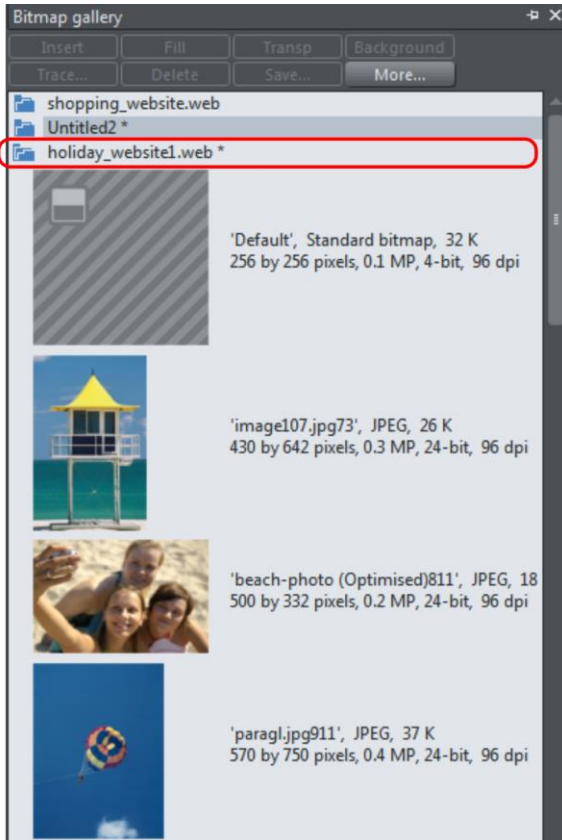 Bitmap gallery
Insert Fill Transp Background
Trace... Delete Save... More...
shopping_website.web
Untitled2 *
holiday_website1.web *
'Default', Standard bitmap, 32 K
256 by 256 pixels, 0.1 MP, 4-bit, 96 dpi
'image107.jpg73', JPEG, 26 K
430 by 642 pixels, 0.3 MP, 24-bit, 96 dpi
'beach-photo (Optimised)811', JPEG, 18
500 by 332 pixels, 0.2 MP, 24-bit, 96 dpi
'paragl.jpg911', JPEG, 37 K
570 by 750 pixels, 0.4 MP, 24-bit, 96 dpi